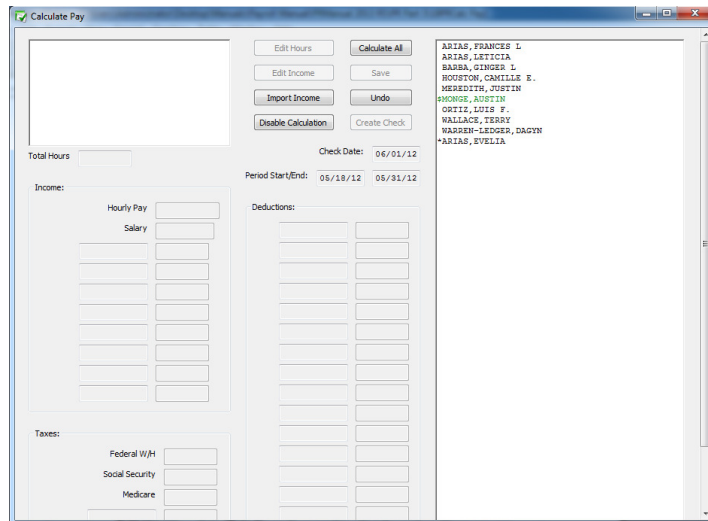 Calculate Pay
Edit Hours
Calculate All
Edit Income
Save
Import Income
Undo
Disable Calculation
Create Check
Total Hours
Check Date: 06/01/12
Period Start/End: 05/18/12 05/31/12
Income:
Hourly Pay
Salary
Deductions:
Taxes:
Federal W/H
Social Security
Medicare
ARIAS,FRANCES L
ARIAS,LETICIA
BARBA,GINGER L
HOUSTON,CAMILLE E.
MEREDITH,JUSTIN
$MONGE,AUSTIN
ORTIZ,LUIS F.
WALLACE,TERRY
WARREN-LEDGER,DAGYN
*ARIAS,EVELIA